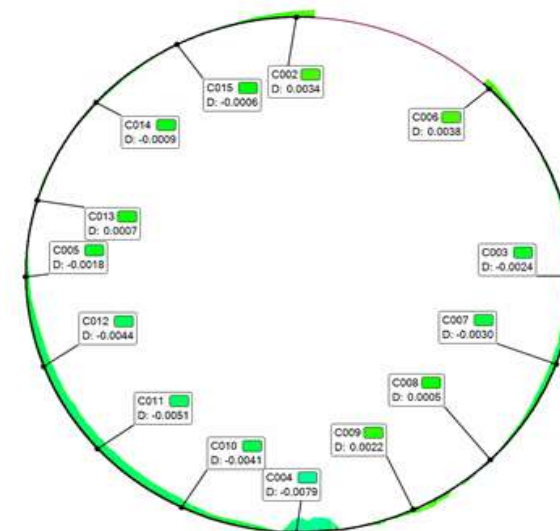 C002
D: 0.0034
C015
D: -0.0006
C006
D: 0.0038
C014
D: -0.0009
C013
D: 0.0007
C005
D: -0.0018
C003
D: -0.0024
C012
D: -0.0044
C007
D: -0.0030
C008
D: 0.0005
C011
D: -0.0051
C009
D: 0.0022
C010
D: -0.0041
C004
D: -0.0079